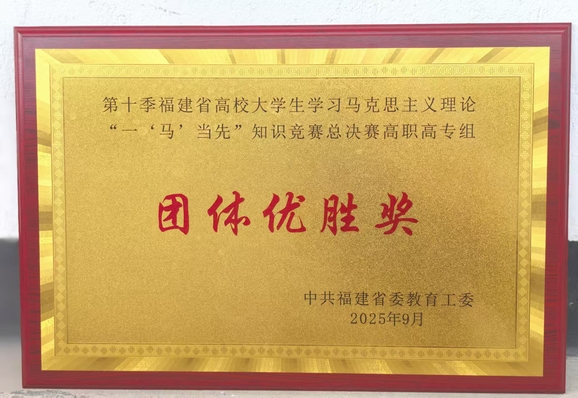 第十季福建省高校大学生学习马克思主义理论
“一‘马’当先”知识竞赛总决赛高职高专组
团体优胜奖
中共福建省委教育工委
2025年9月